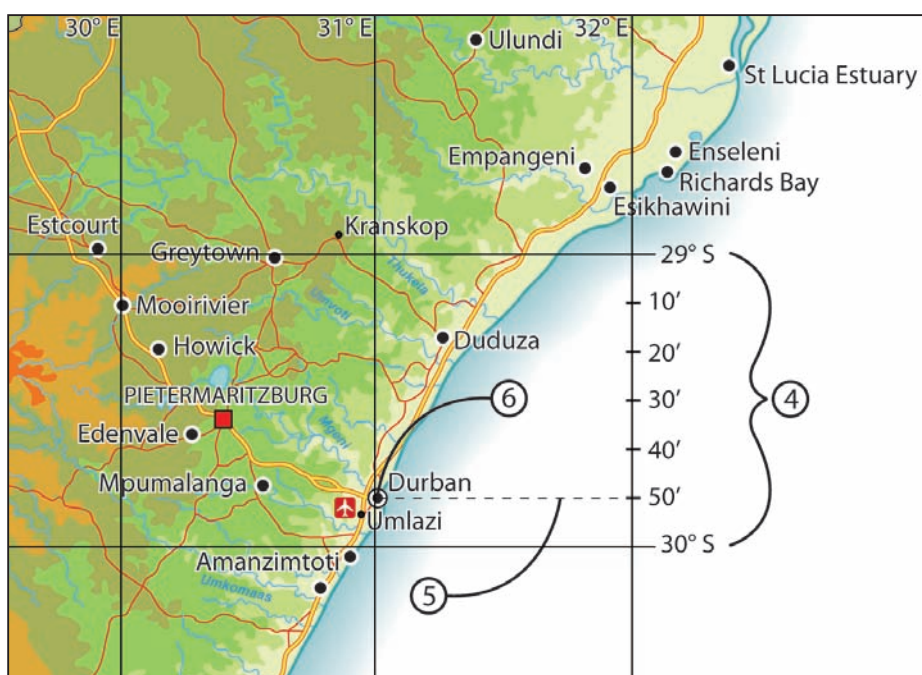 30° E
31° E
32° E
Ulundi
St Lucia Estuary
Empangeni
Enseleni
Richards Bay
Esikhawini
Estcourt
Kranskop
Greytown
29° S
Thukela
Mooirivier
10′
Umvoti
Howick
Duduza
20′
PIETERMARITZBURG
6
30′
4
Edenvale
Mgeni
40′
Mpumalanga
Durban
50′
Umlazi
30° S
Amanzimtoti
Umkomaas
5